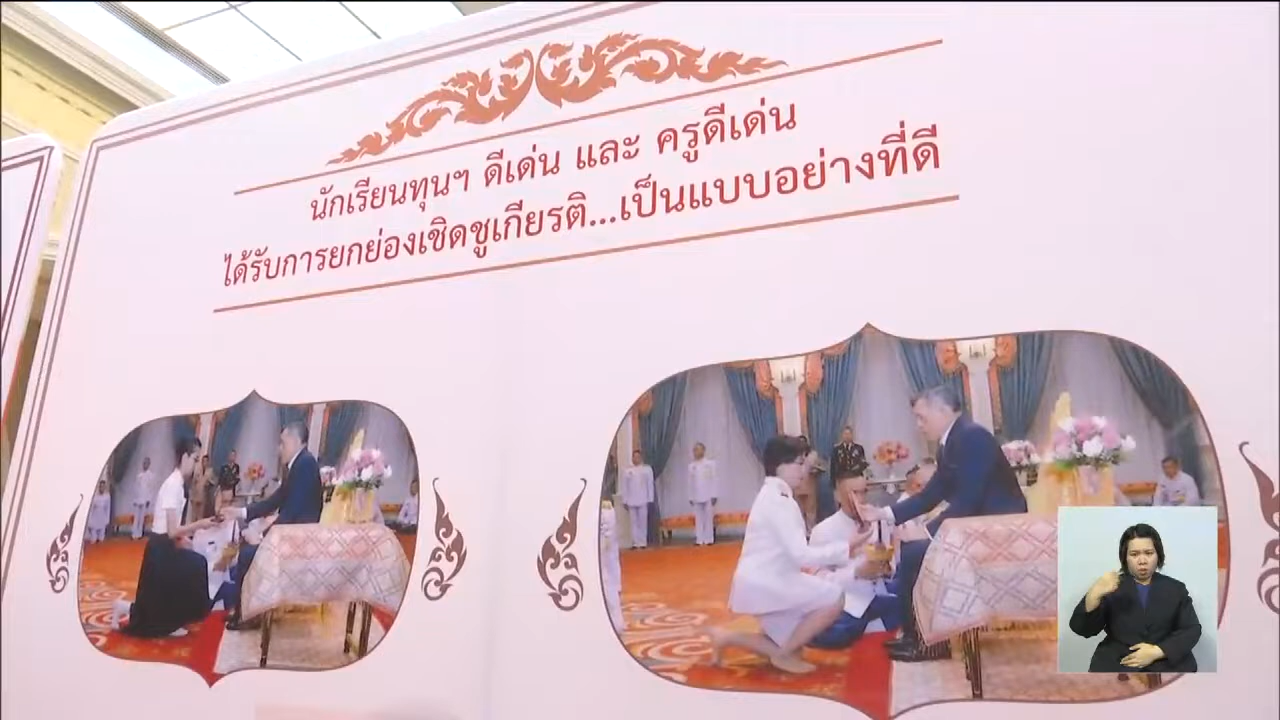 นักเรียนทุนฯ ดีเด่น และ ครูดีเด่น
ได้รับการยกย่องเชิดชูเกียรติ...เป็นแบบอย่างที่ดี